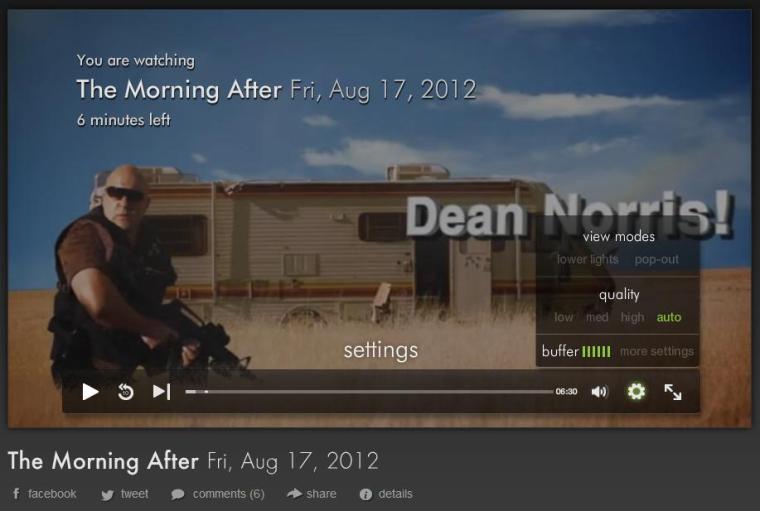 You are watching
The Morning After Fri, Aug 17, 2012
6 minutes left
Dean Norris!
view modes
lower lights pop-out
quality
low med high auto
settings
buffer more settings
10
06:30
The Morning After Fri, Aug 17, 2012
facebook tweet comments (6) share details